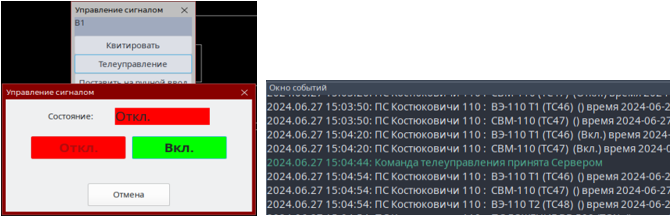 Управление сигналом
В1
Квитировать
Телеуправление
Поставить на ручной ввод
Управление сигналом
Состояние: Откл.
Откл. Вкл.
Отмена
Окно событий
2024.06.27 15:03:50: ПС Костюковичи 110 : ВЭ-110 Т1 (ТС46) () время 2024-06-2
2024.06.27 15:03:50: ПС Костюковичи 110 : СВМ-110 (ТС47) () время 2024-06-27
2024.06.27 15:04:20: ПС Костюковичи 110 : ВЭ-110 Т1 (ТС46) (Вкл.) время 2024-
2024.06.27 15:04:20: ПС Костюковичи 110 : СВМ-110 (ТС47) (Вкл.) время 2024-0
2024.06.27 15:04:44: Команда телеуправления принята Сервером
2024.06.27 15:04:54: ПС Костюковичи 110 : ВЭ-110 Т1 (ТС46) () время 2024-06-2
2024.06.27 15:04:54: ПС Костюковичи 110 : СВМ-110 (ТС47) () время 2024-06-27
2024.06.27 15:04:54: ПС Костюковичи 110 : ВЭ-110 Т2 (ТС48) () время 2024-06-2